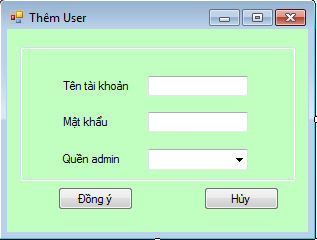 Thêm User
Tên tài khoản
Mật khẩu
Quền admin
Đồng ý
Hủy